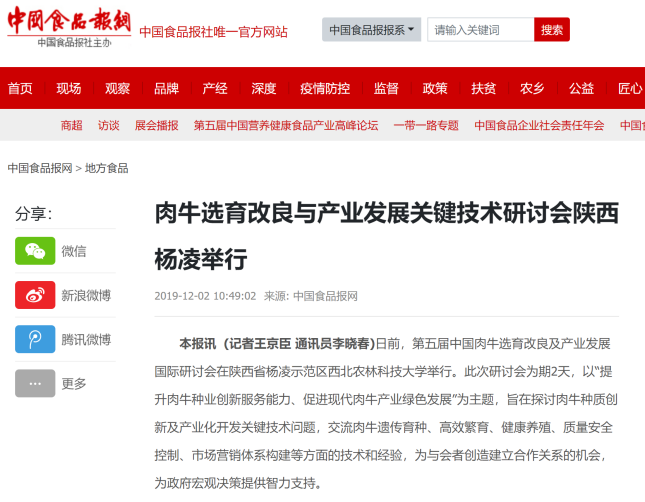 中国食品报网
中国食品报社主办
中国食品报社唯一官方网站
中国食品报报系
请输入关键词
搜索
首页 现场 观察 品牌 产经 深度 疫情防控 监督 政策 扶贫 农乡 公益 匠心
商超 访谈 展会播报 第五届中国营养健康食品产业高峰论坛 一带一路专题 中国食品企业社会责任年会 中国
中国食品报网 > 地方食品
分享：
微信
新浪微博
腾讯微博
更多
肉牛选育改良与产业发展关键技术研讨会陕西
杨凌举行
2019-12-02 10:49:02 来源: 中国食品报网
本报讯（记者王京臣 通讯员李晓春)日前，第五届中国肉牛选育改良及产业发展
国际研讨会在陕西省杨凌示范区西北农林科技大学举行。此次研讨会为期2天，以“提
升肉牛种业创新服务能力、促进现代肉牛产业绿色发展”为主题，旨在探讨肉牛种质创
新及产业化开发关键技术问题，交流肉牛遗传育种、高效繁育、健康养殖、质量安全
控制、市场营销体系构建等方面的技术和经验，为与会者创造建立合作关系的机会，
为政府宏观决策提供智力支持。